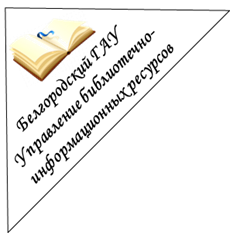 Белгородский ГАУ
Управление библиотечно-
информационных ресурсов